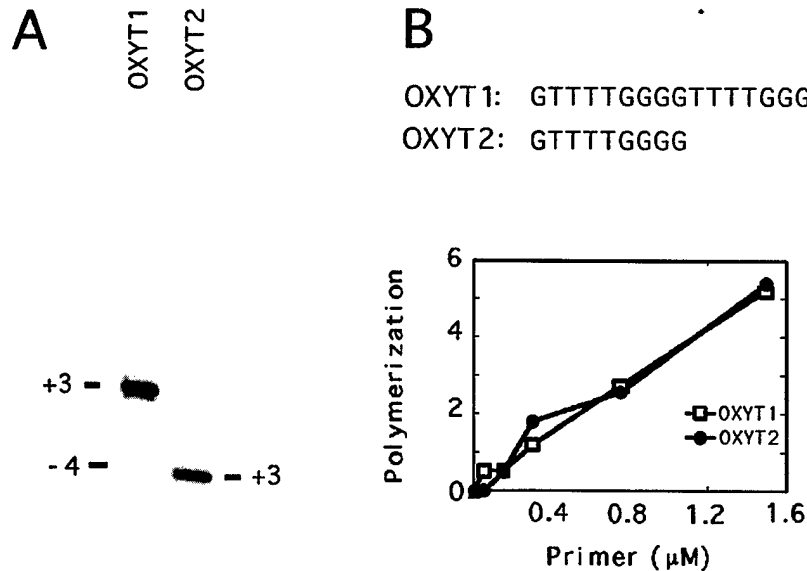 A
OXYT1
OXYT2
+3
-4
+3
B
OXYT1: GTTTTGGGGTTTTGGG
OXYT2: GTTTTGGGG
Polymerization
6
4
2
0
OXYT1
OXYT2
0.4 0.8 1.2 1.6
Primer (μM)